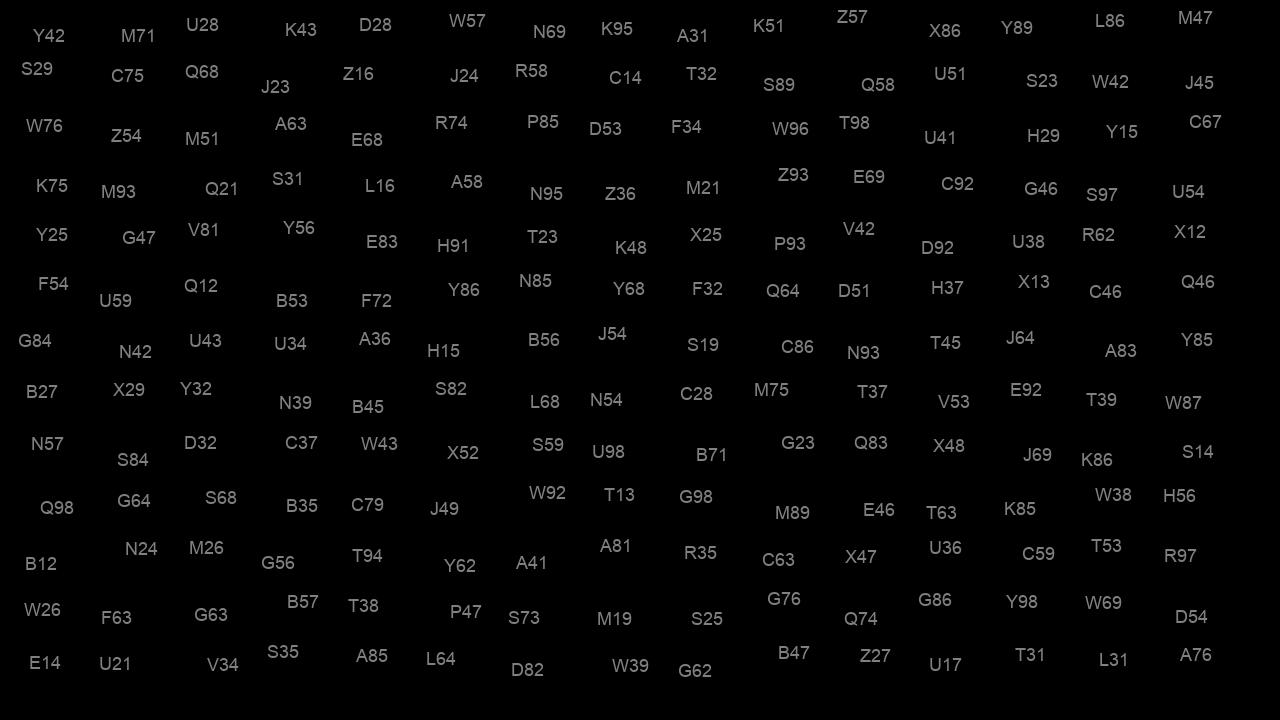 Y42 M71 U28 K43 D28 W57 N69 K95 A31 K51 Z57 X86 Y89 L86 M47
S29 C75 Q68 J23 Z16 J24 R58 C14 T32 S89 Q58 U51 S23 W42 J45
W76 Z54 M51 A63 E68 R74 P85 D53 F34 W96 T98 U41 H29 Y15 C67
K75 M93 Q21 S31 L16 A58 N95 Z36 M21 Z93 E69 C92 G46 S97 U54
Y25 G47 V81 Y56 E83 H91 T23 K48 X25 P93 V42 D92 U38 R62 X12
F54 U59 Q12 B53 F72 Y86 N85 Y68 F32 Q64 D51 H37 X13 C46 Q46
G84 N42 U43 U34 A36 H15 B56 J54 S19 C86 N93 T45 J64 A83 Y85
B27 X29 Y32 N39 B45 S82 L68 N54 C28 M75 T37 V53 E92 T39 W87
N57 S84 D32 C37 W43 X52 S59 U98 B71 G23 Q83 X48 J69 K86 S14
Q98 G64 S68 B35 C79 J49 W92 T13 G98 M89 E46 T63 K85 W38 H56
B12 N24 M26 G56 T94 Y62 A41 A81 R35 C63 X47 U36 C59 T53 R97
W26 F63 G63 B57 T38 P47 S73 M19 S25 G76 Q74 G86 Y98 W69 D54
E14 U21 V34 S35 A85 L64 D82 W39 G62 B47 Z27 U17 T31 L31 A76